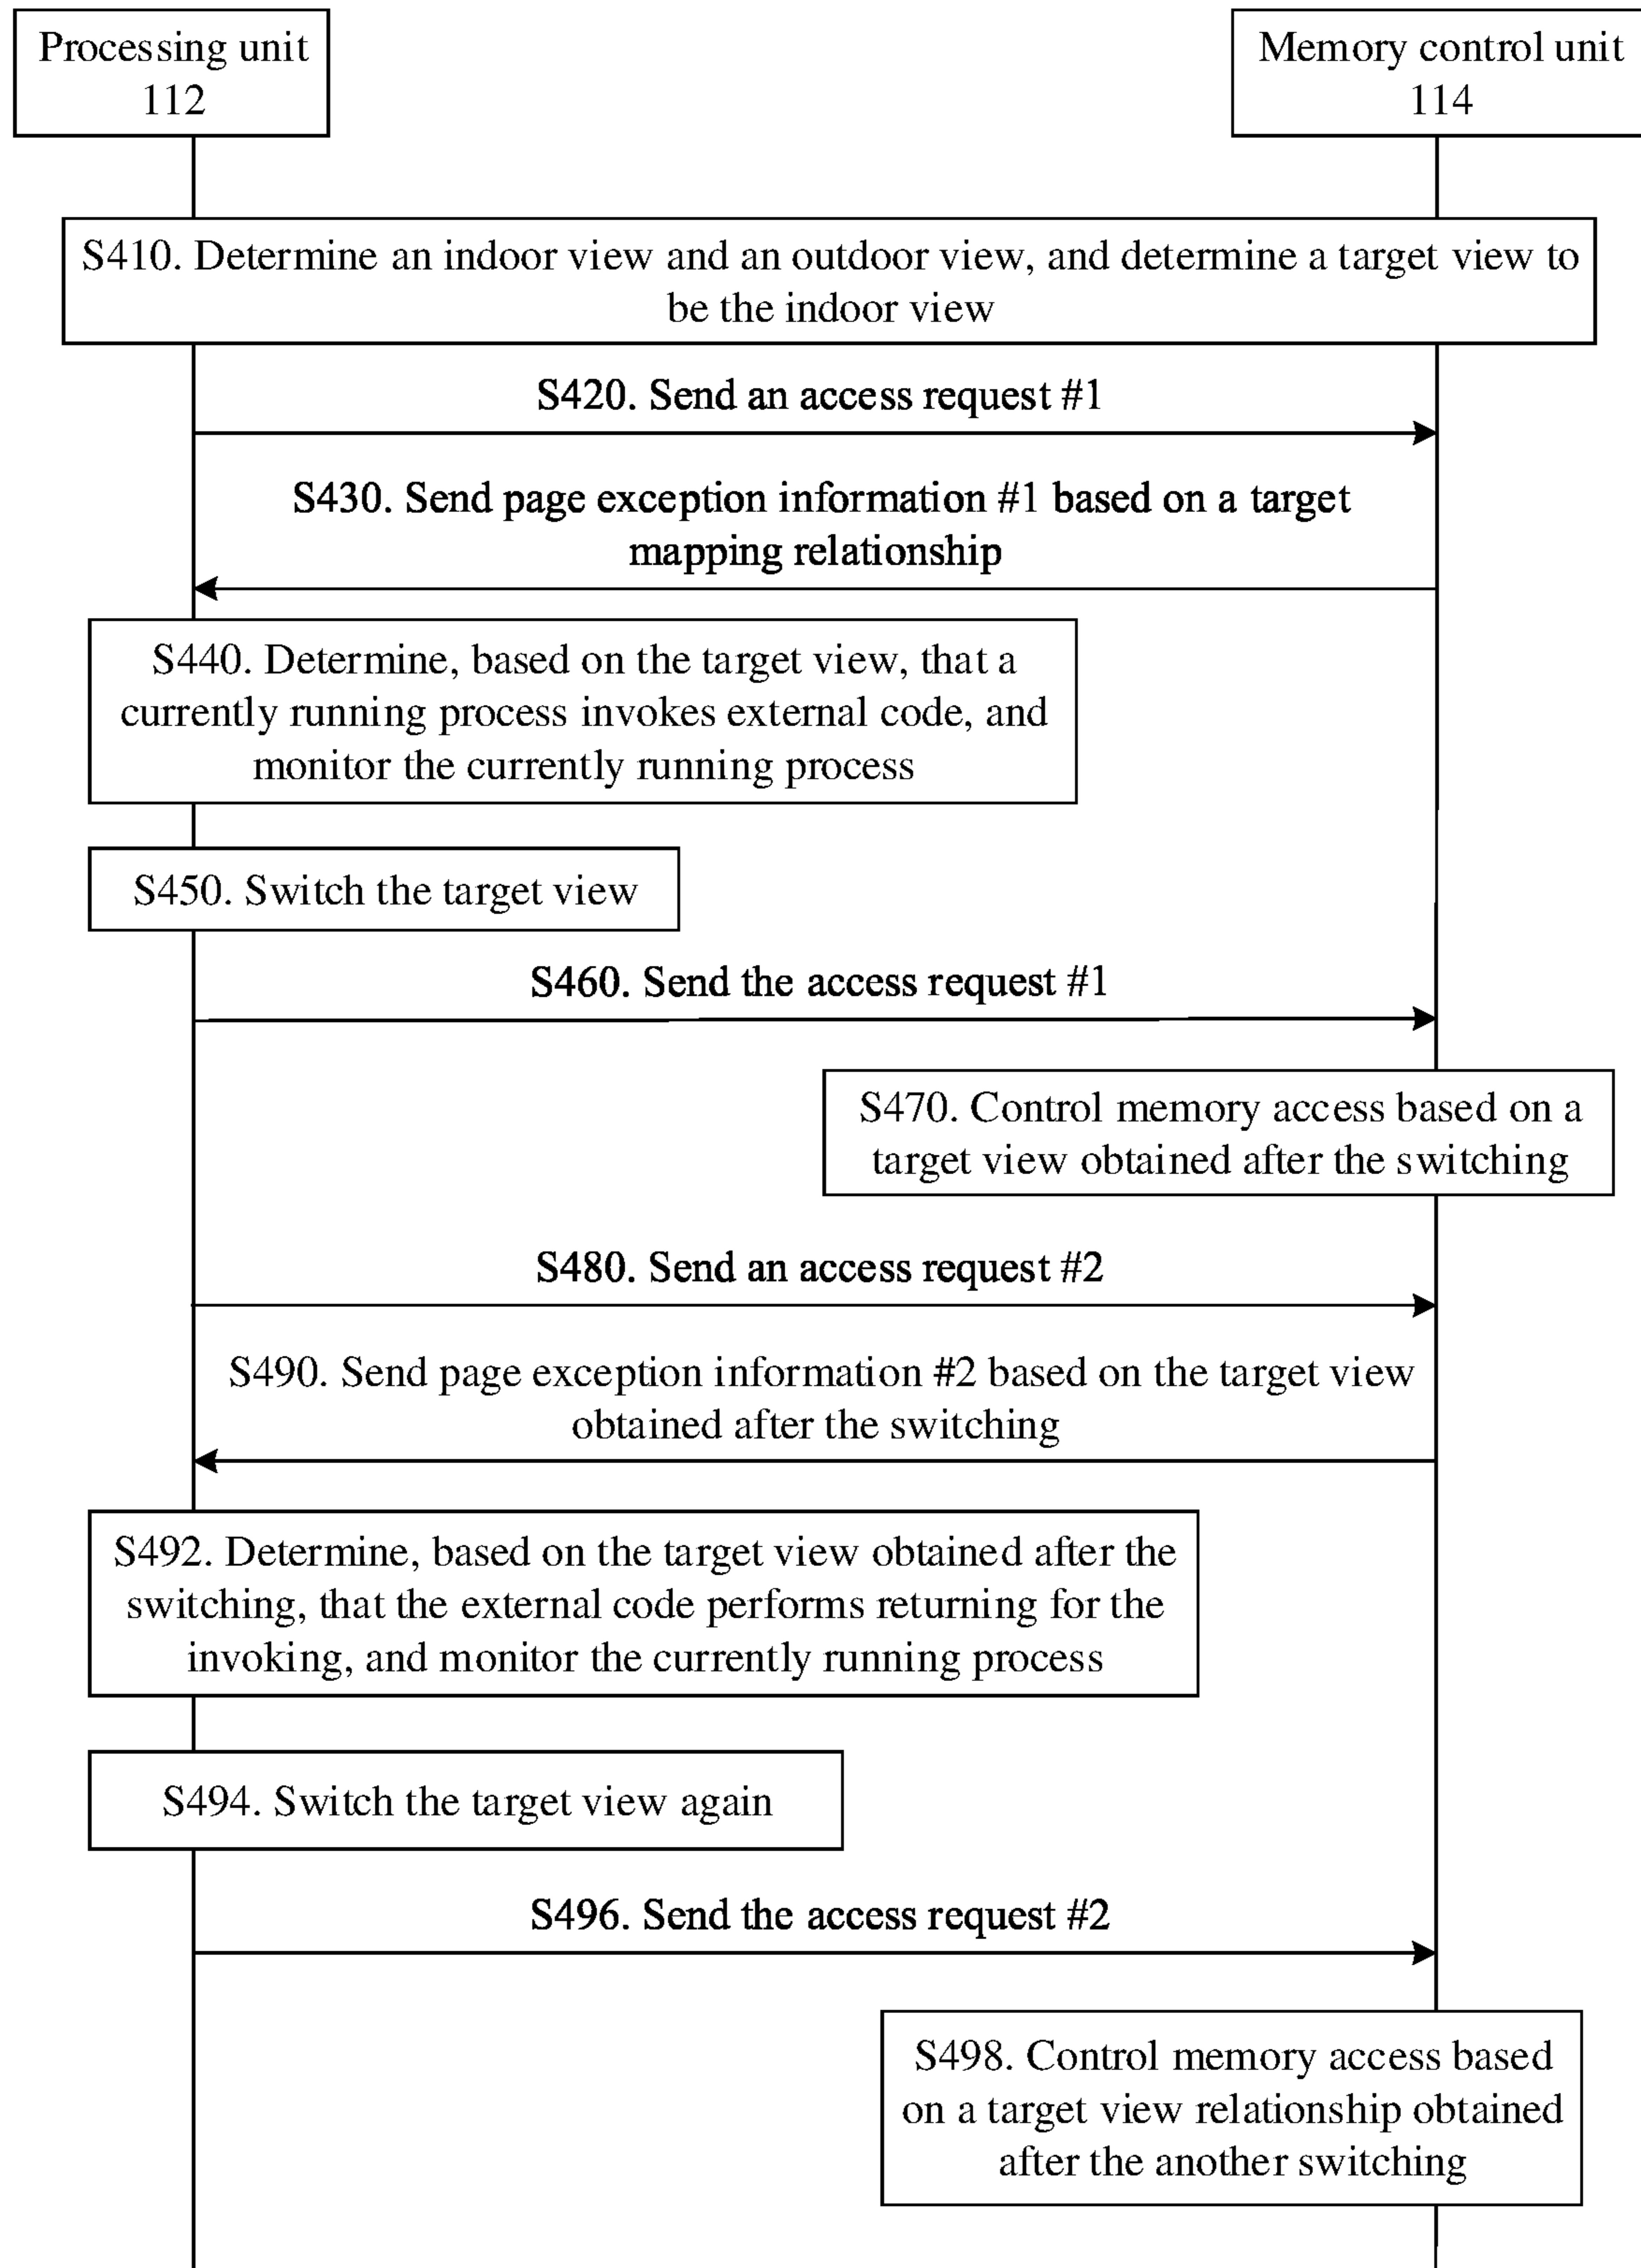 Processing unit
112
Memory control unit
114
S410. Determine an indoor view and an outdoor view, and determine a target view to
be the indoor view
S420. Send an access request #1
S430. Send page exception information #1 based on a target
mapping relationship
S440. Determine, based on the target view, that a
currently running process invokes external code, and
monitor the currently running process
S450. Switch the target view
S460. Send the access request #1
S470. Control memory access based on a
target view obtained after the switching
S480. Send an access request #2
S490. Send page exception information #2 based on the target view
obtained after the switching
S492. Determine, based on the target view obtained after the
switching, that the external code performs returning for the
invoking, and monitor the currently running process
S494. Switch the target view again
S496. Send the access request #2
S498. Control memory access based
on a target view relationship obtained
after the another switching